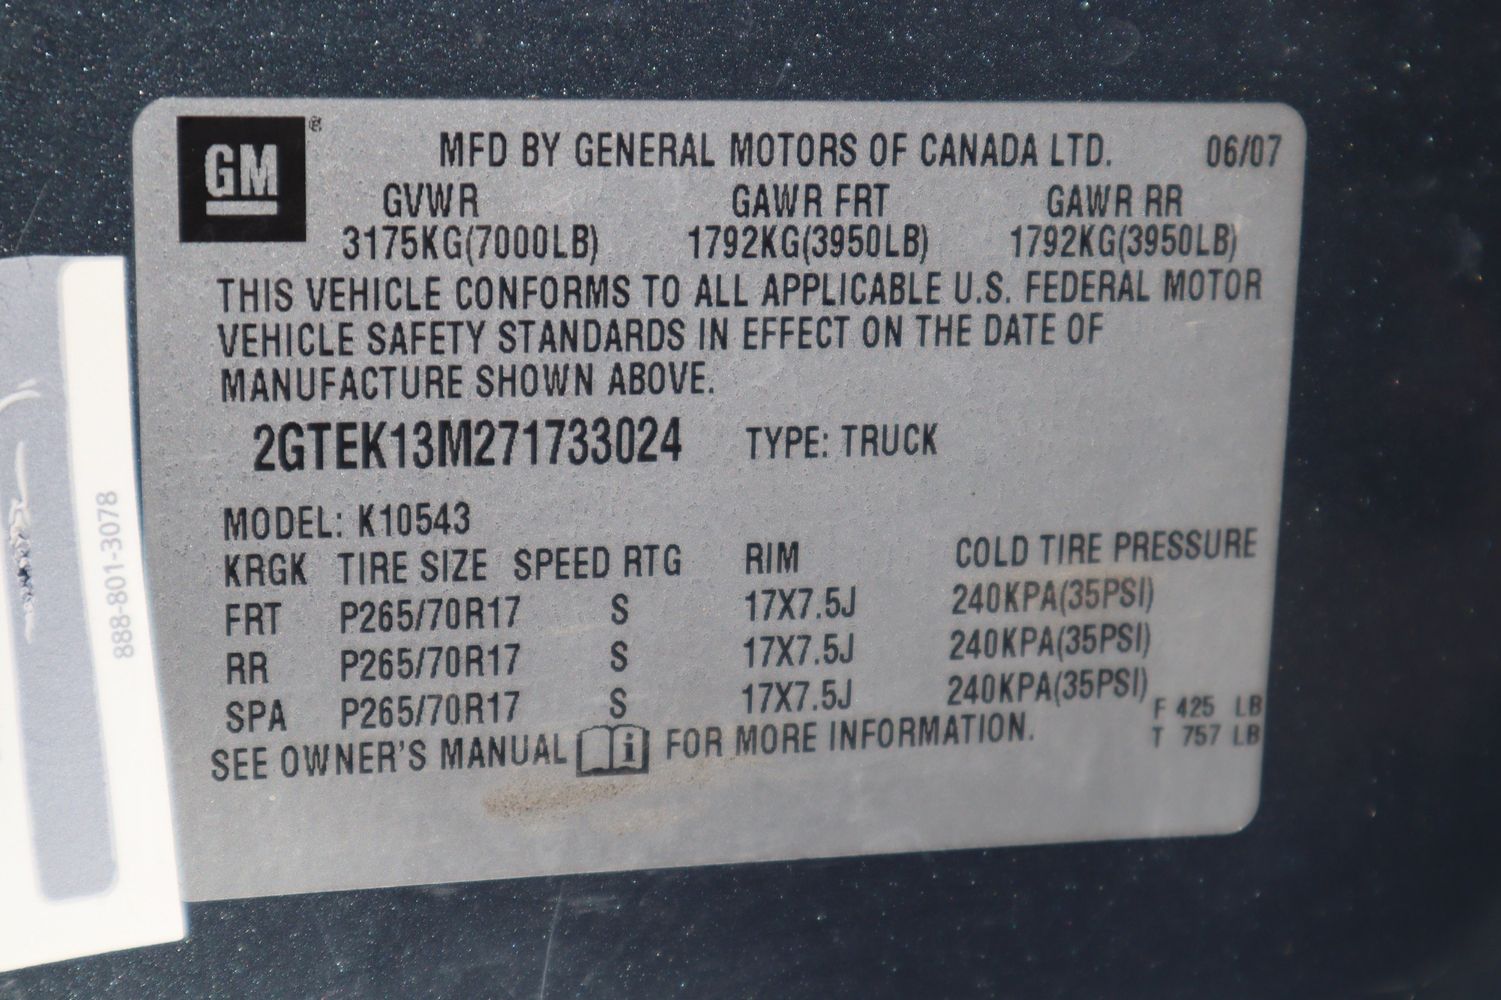 GM ®
MFD BY GENERAL MOTORS OF CANADA LTD. 06/07
GVWR GAWR FRT GAWR RR
3175KG(7000LB) 1792KG(3950LB) 1792KG(3950LB)
THIS VEHICLE CONFORMS TO ALL APPLICABLE U.S. FEDERAL MOTOR
VEHICLE SAFETY STANDARDS IN EFFECT ON THE DATE OF
MANUFACTURE SHOWN ABOVE.
2GTEK13M271733024 TYPE: TRUCK
MODEL: K10543
KRGK TIRE SIZE SPEED RTG RIM COLD TIRE PRESSURE
FRT P265/70R17 S 17X7.5J 240KPA(35PSI)
RR P265/70R17 S 17X7.5J 240KPA(35PSI)
SPA P265/70R17 S 17X7.5J 240KPA(35PSI)
F 425 LB
T 757 LB
SEE OWNER'S MANUAL i FOR MORE INFORMATION.
888-801-3078